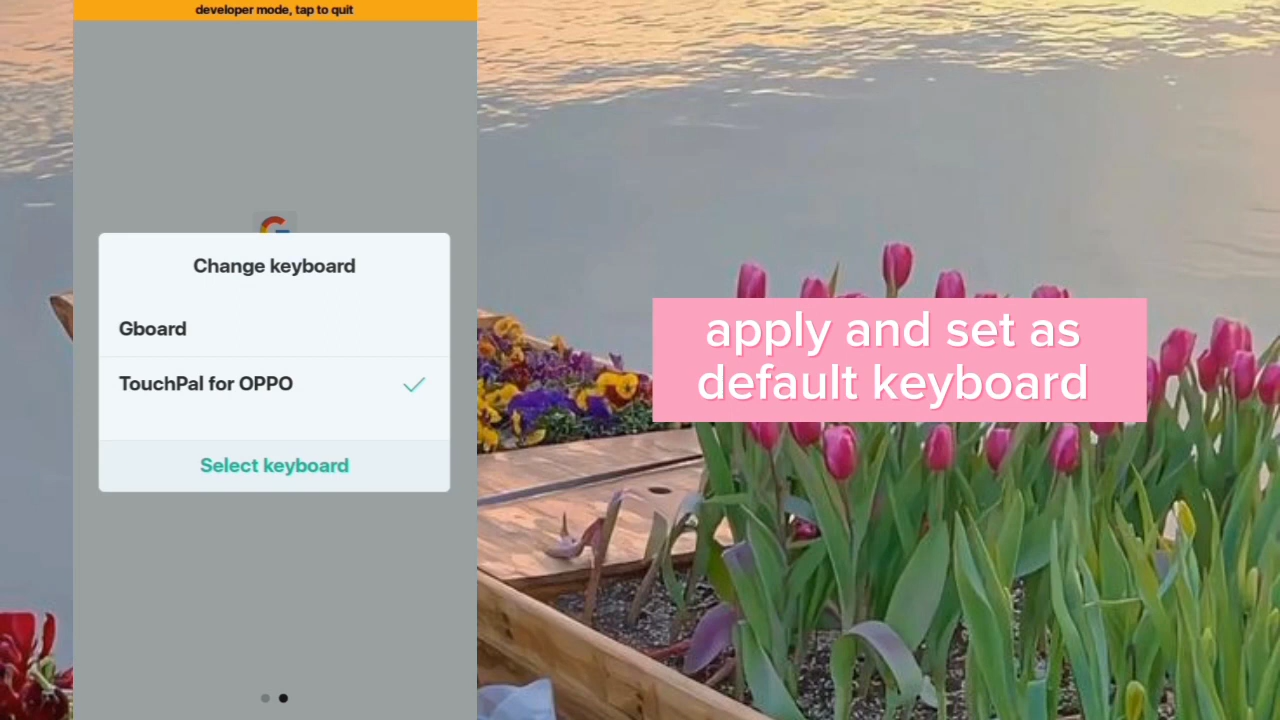 developer mode, tap to quit
Change keyboard
Gboard
TouchPal for OPPO
Select keyboard
apply and set as
default keyboard